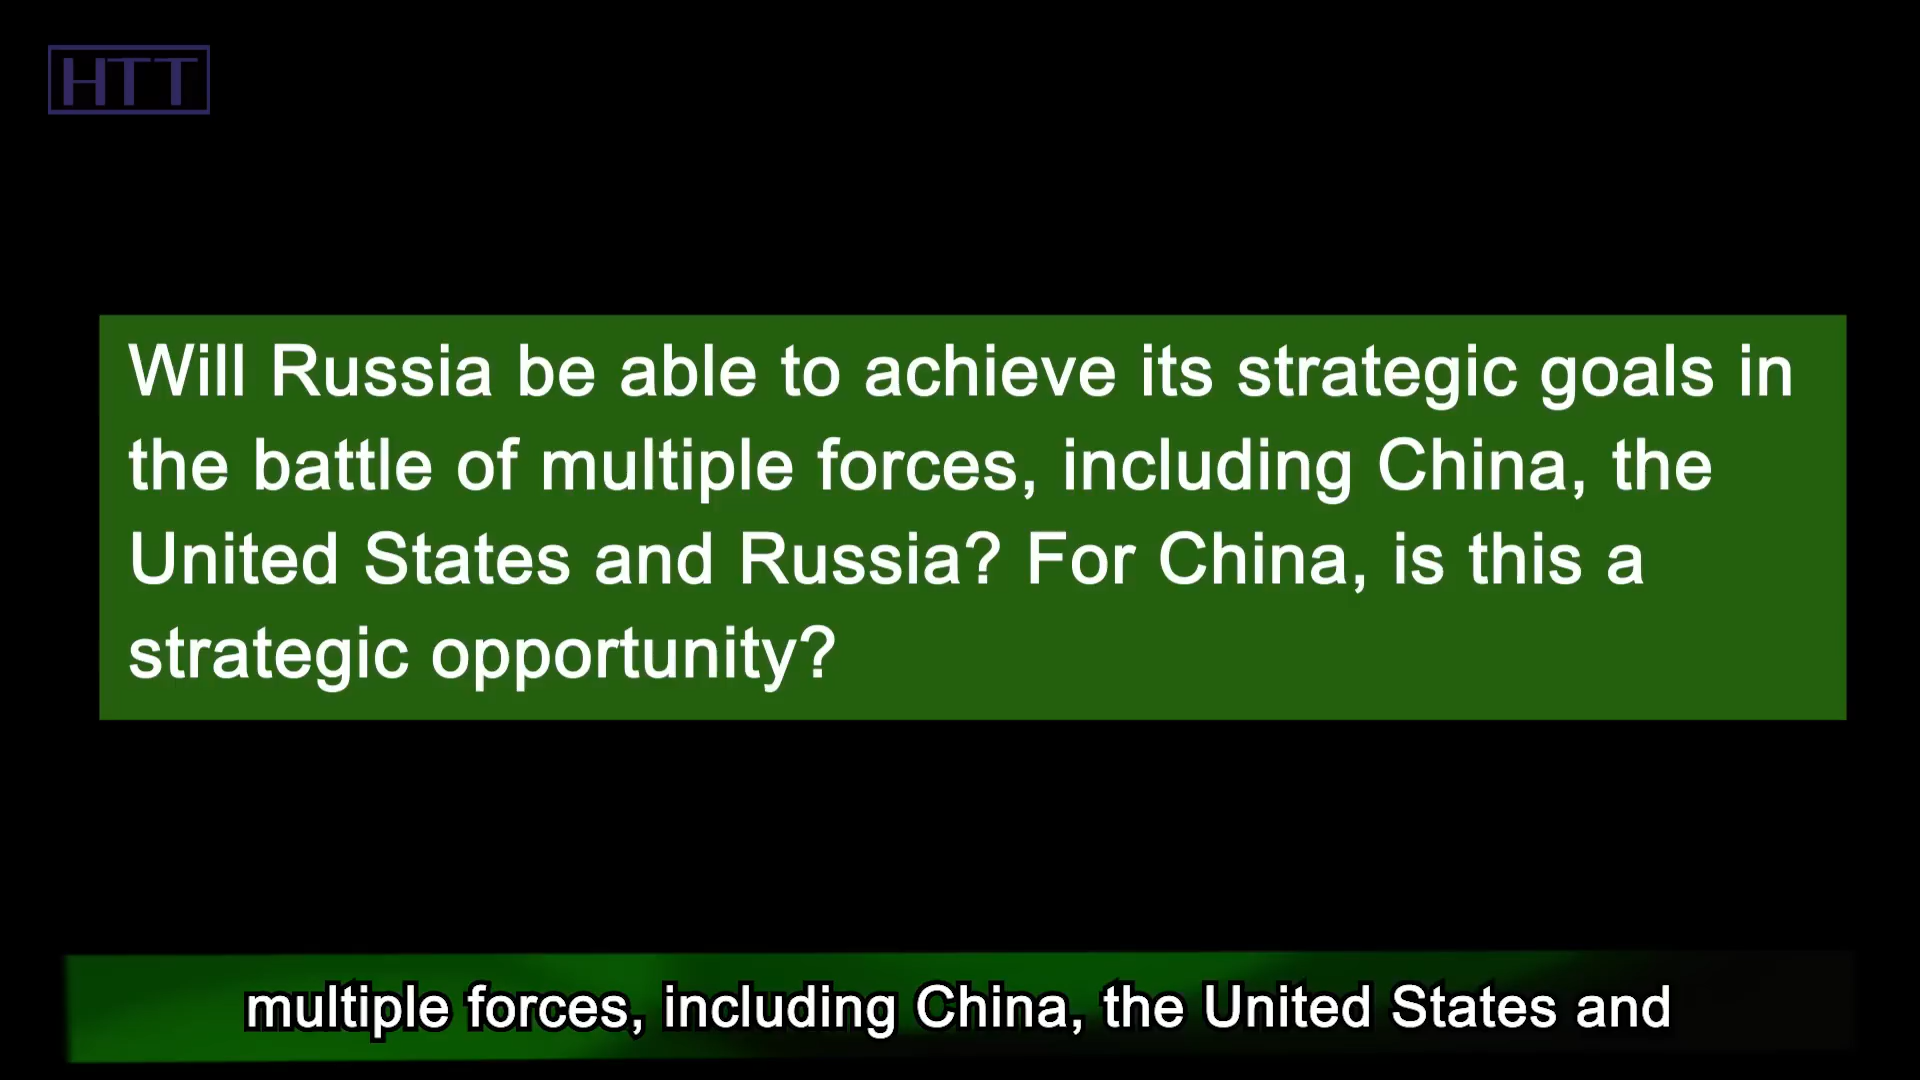 HTT
Will Russia be able to achieve its strategic goals in
the battle of multiple forces, including China, the
United States and Russia? For China, is this a
strategic opportunity?
multiple forces, including China, the United States and